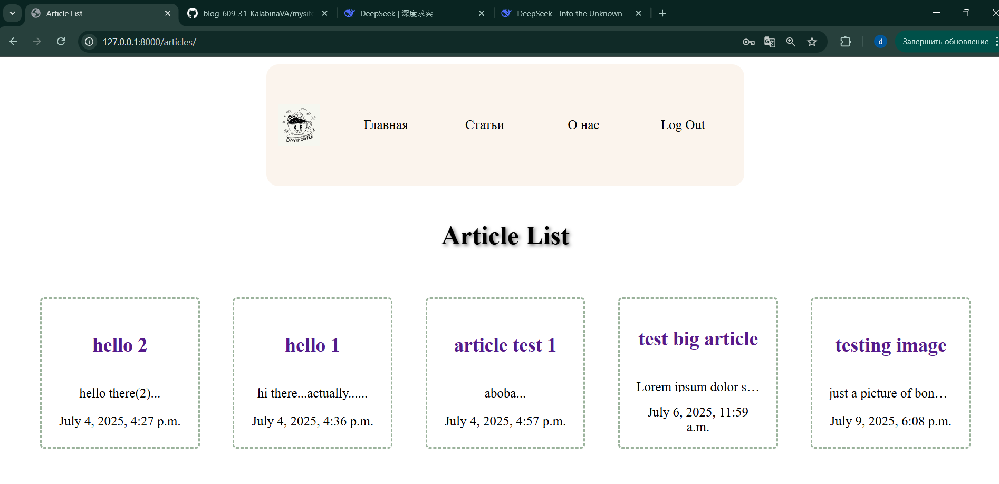 Article List
blog_609-31_KalabinaVA/mysite
DeepSeek | 深度求索
DeepSeek - Into the Unknown
127.0.0.1:8000/articles/
d
Завершить обновление
DAY of COFFEE
Главная
Статьи
О нас
Log Out
Article List
hello 2
hello there(2)...
July 4, 2025, 4:27 p.m.
hello 1
hi there...actually......
July 4, 2025, 4:36 p.m.
article test 1
aboba...
July 4, 2025, 4:57 p.m.
test big article
Lorem ipsum dolor s…
July 6, 2025, 11:59
a.m.
testing image
just a picture of bon…
July 9, 2025, 6:08 p.m.